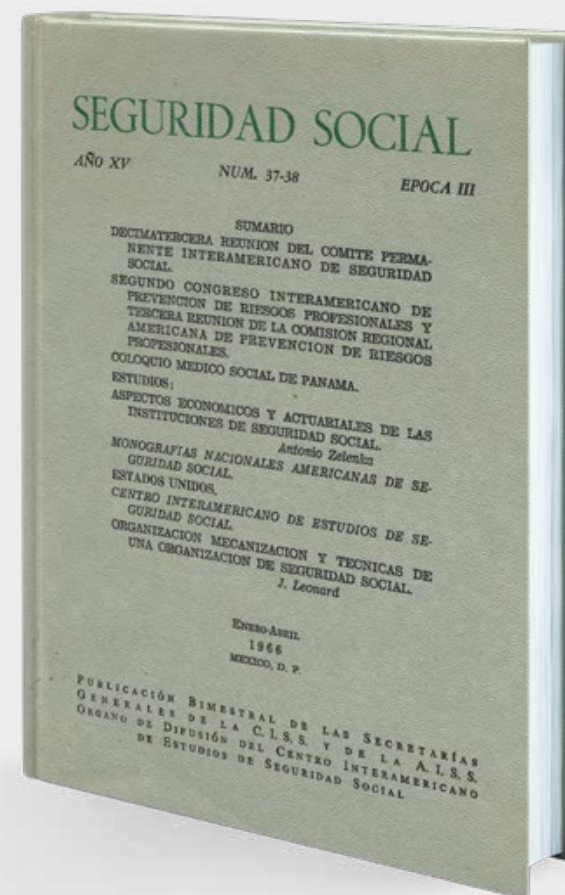 SEGURIDAD SOCIAL
AÑO XV NUM. 37-38 EPOCA III
SUMARIO
DECIMATERCERA REUNION DEL COMITE PERMA-
NENTE INTERAMERICANO DE SEGURIDAD
SOCIAL.
SEGUNDO CONGRESO INTERAMERICANO DE
PREVENCION DE RIESGOS PROFESIONALES Y
TERCERA REUNION DE LA COMISION REGIONAL
AMERICANA DE PREVENCION DE RIESGOS
PROFESIONALES.
COLOQUIO MEDICO SOCIAL DE PANAMA.
ESTUDIOS:
ASPECTOS ECONOMICOS Y ACTUARIALES DE LAS
INSTITUCIONES DE SEGURIDAD SOCIAL.
Antonio Zelenka
MONOGRAFIAS NACIONALES AMERICANAS DE SE-
GURIDAD SOCIAL.
ESTADOS UNIDOS.
CENTRO INTERAMERICANO DE ESTUDIOS DE SE-
GURIDAD SOCIAL.
ORGANIZACION MECANIZACION Y TECNICAS DE
UNA ORGANIZACION DE SEGURIDAD SOCIAL.
J. Leonard
ENERO-ABRIL
1966
MEXICO, D. F.
PUBLICACIÓN BIMESTRAL DE LAS SECRETARÍAS
GENERALES DE LA C. I. S. S. Y DE LA A. I. S. S.
ORGANO DE DIFUSIÓN DEL CENTRO INTERAMERICANO
DE ESTUDIOS DE SEGURIDAD SOCIAL